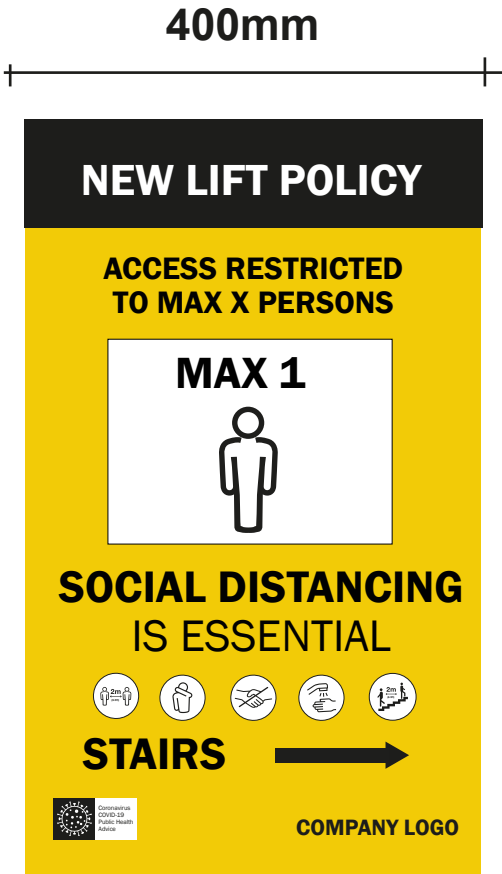 400mm
NEW LIFT POLICY
ACCESS RESTRICTED
TO MAX X PERSONS
MAX 1
SOCIAL DISTANCING
IS ESSENTIAL
2m
2m
STAIRS
Coronavirus
COVID-19
Public Health
Advice
COMPANY LOGO